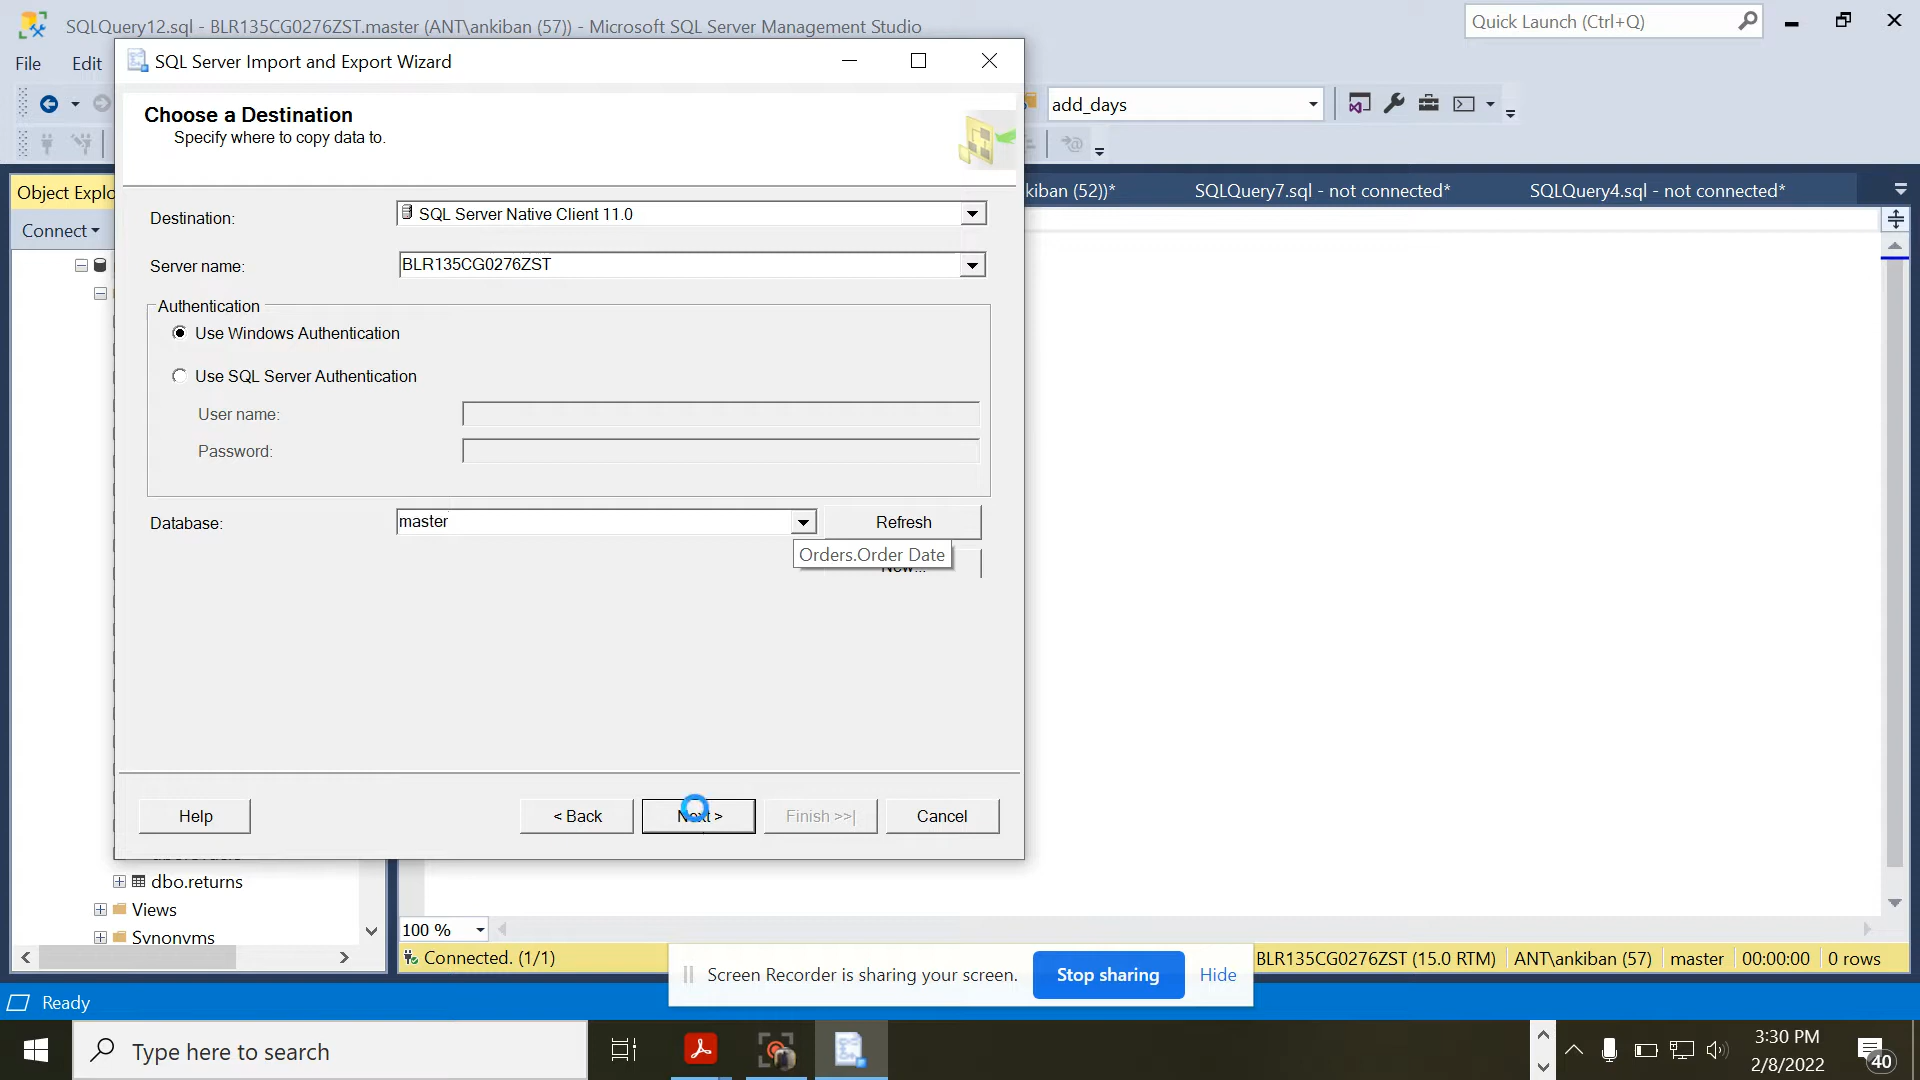 SQLQuery12.sql - BLR135CG0276ZST.master (ANT\ankiban (57)) - Microsoft SQL Server Management Studio
Quick Launch (Ctrl+Q)
File Edit
SQL Server Import and Export Wizard
add_days
Choose a Destination
Specify where to copy data to.
Object Explo
kiban (52))*
SQLQuery7.sql - not connected*
SQLQuery4.sql - not connected*
Connect
Destination:
SQL Server Native Client 11.0
Server name:
BLR135CG0276ZST
Authentication
Use Windows Authentication
Use SQL Server Authentication
User name:
Password:
Database:
master
Refresh
Orders.Order Date
New...
Help
< Back
Next >
Finish >>|
Cancel
dbo.returns
Views
Synonyms
100 %
Connected. (1/1)
BLR135CG0276ZST (15.0 RTM)
ANT\ankiban (57)
master
00:00:00
0 rows
Screen Recorder is sharing your screen.
Stop sharing
Hide
Ready
Type here to search
3:30 PM
2/8/2022
40